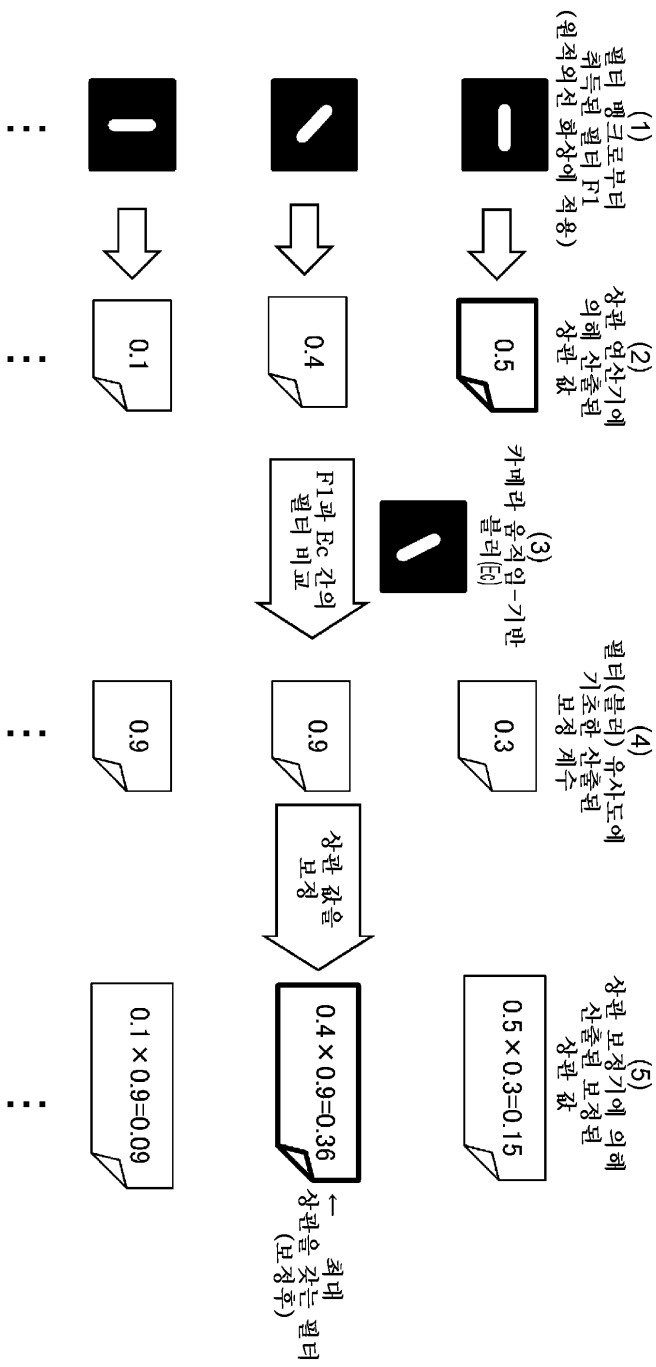 (1)
필터 뱅크로부터
취득된 필터 F1
(원적외선 화상에 적용)
(2)
상관 연산기에
의해 산출된
상관 값
0.5
0.4
0.1
(3)
카메라 움직임-기반
블러(Ec)
F1과 Ec 간의
필터 비교
(4)
필터(블러) 유사도에
기초한 산출된
보정 계수
0.3
0.9
0.9
상관 값을
보정
(5)
상관 보정기에 의해
산출된 보정된
상관 값
0.5 × 0.3=0.15
0.4 × 0.9=0.36
0.1 × 0.9=0.09
← 최대
상관을 갖는 필터
(보정후)
...
...
...
...